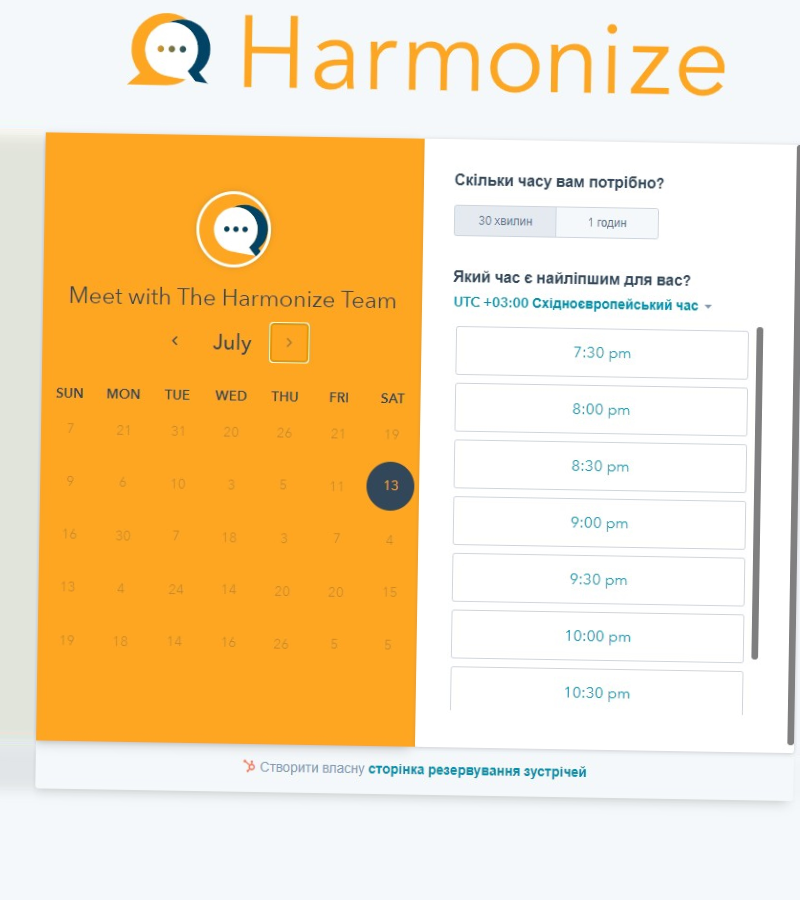 Harmonize
Meet with The Harmonize Team
July
SUN MON TUE WED THU FRI SAT
7 21 31 20 26 21 19
9 6 10 3 5 11 13
16 30 7 18 3 7 4
13 4 24 14 20 20 15
19 18 14 16 26 5 5
Скільки часу вам потрібно?
30 хвилин 1 годин
Який час є найліпшим для вас?
UTC +03:00 Східноєвропейський час
7:30 pm
8:00 pm
8:30 pm
9:00 pm
9:30 pm
10:00 pm
10:30 pm
Створити власну сторінка резервування зустрічей